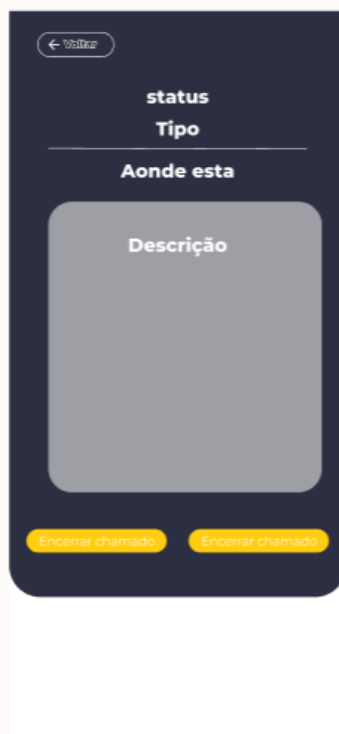 ← Voltar
status
Tipo
Aonde esta
Descrição
Encerrar chamado Encerrar chamado